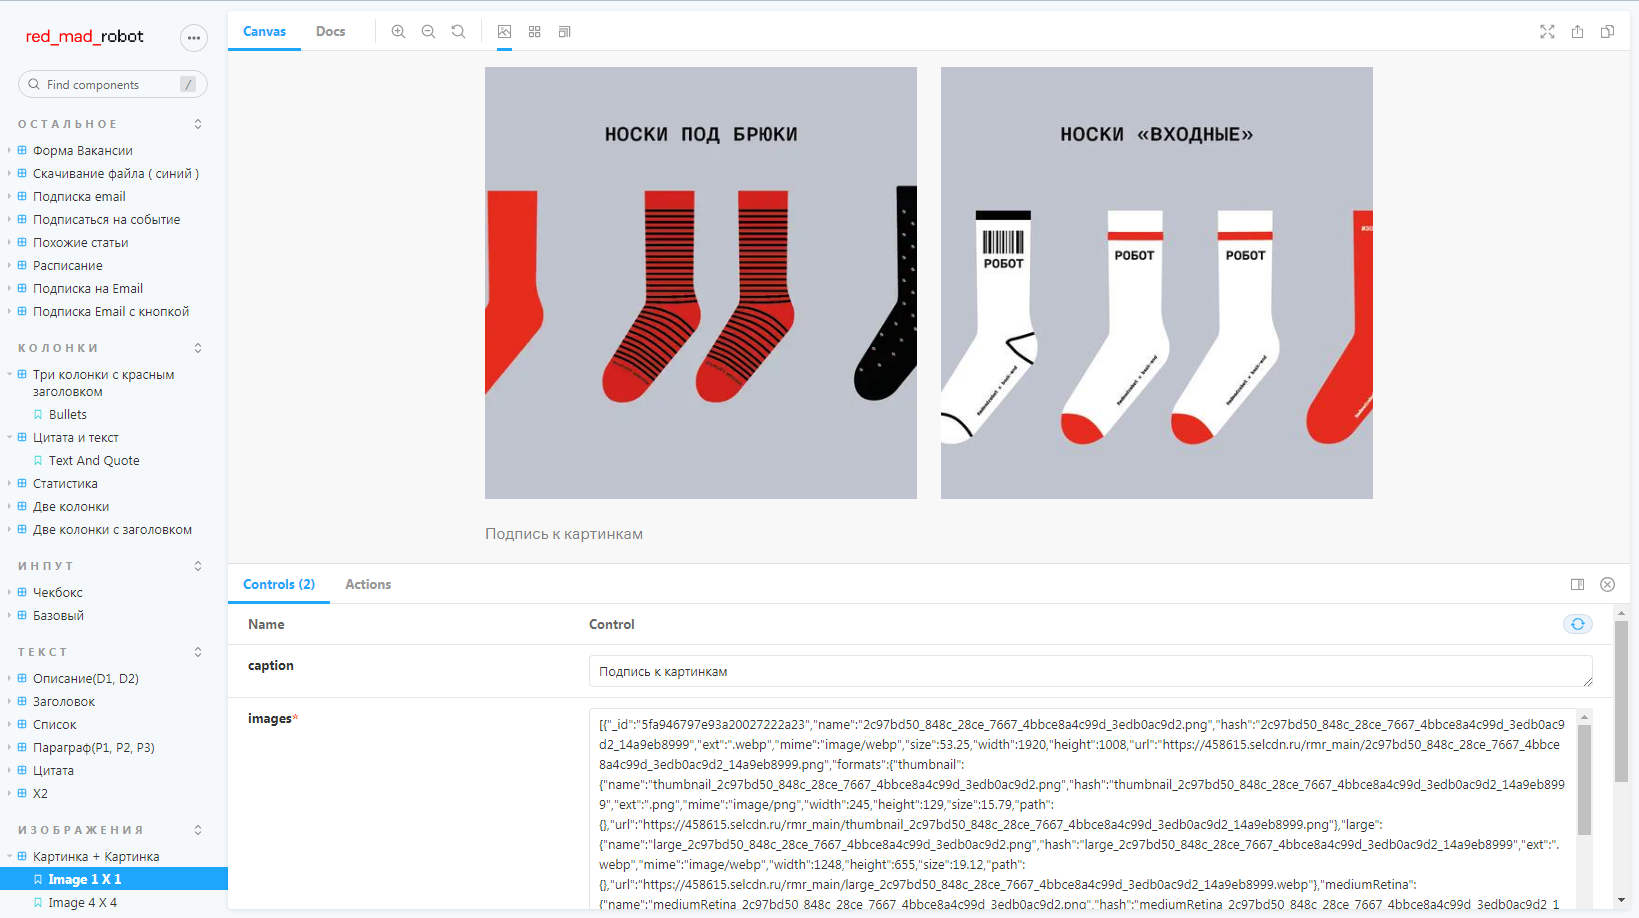 red_mad_robot
Find components
/
ОСТАЛЬНОЕ
Форма Вакансии
Скачивание файла ( синий )
Подписка email
Подписаться на событие
Похожие статьи
Расписание
Подписка на Email
Подписка Email с кнопкой
КОЛОНКИ
Три колонки с красным
заголовком
Bullets
Цитата и текст
Text And Quote
Статистика
Две колонки
Две колонки с заголовком
ИНПУТ
Чекбокс
Базовый
ТЕКСТ
Описание(D1, D2)
Заголовок
Список
Параграф(P1, P2, P3)
Цитата
X2
ИЗОБРАЖЕНИЯ
Картинка + Картинка
Image 1 X 1
Image 4 X 4
Canvas
Docs
НОСКИ ПОД БРЮКИ
НОСКИ «ВХОДНЫЕ»
РОБОТ
РОБОТ
РОБОТ
Подпись к картинкам
Controls (2)
Actions
Name
Control
caption
Подпись к картинкам
images*
[{"_id":"5fa946797e93a20027222a23","name":"2c97bd50_848c_28ce_7667_4bbce8a4c99d_3edb0ac9d2.png","hash":"2c97bd50_848c_28ce_7667_4bbce8a4c99d_3edb0ac9
d2_14a9eb8999","ext":".webp","mime":"image/webp","size":53.25,"width":1920,"height":1008,"url":"https://458615.selcdn.ru/rmr_main/2c97bd50_848c_28ce_7667_4bbce
8a4c99d_3edb0ac9d2_14a9eb8999.png","formats":{"thumbnail":
{"name":"thumbnail_2c97bd50_848c_28ce_7667_4bbce8a4c99d_3edb0ac9d2.png","hash":"thumbnail_2c97bd50_848c_28ce_7667_4bbce8a4c99d_3edb0ac9d2_14a9eb899
9","ext":".png","mime":"image/png","width":245,"height":129,"size":15.79,"path":
{},"url":"https://458615.selcdn.ru/rmr_main/thumbnail_2c97bd50_848c_28ce_7667_4bbce8a4c99d_3edb0ac9d2_14a9eb8999.png"},"large":
{"name":"large_2c97bd50_848c_28ce_7667_4bbce8a4c99d_3edb0ac9d2.png","hash":"large_2c97bd50_848c_28ce_7667_4bbce8a4c99d_3edb0ac9d2_14a9eb8999","ext":".
webp","mime":"image/webp","width":1248,"height":655,"size":19.12,"path":
{},"url":"https://458615.selcdn.ru/rmr_main/large_2c97bd50_848c_28ce_7667_4bbce8a4c99d_3edb0ac9d2_14a9eb8999.webp"},"mediumRetina":
{"name":"mediumRetina_2c97bd50_848c_28ce_7667_4bbce8a4c99d_3edb0ac9d2.png","hash":"mediumRetina_2c97bd50_848c_28ce_7667_4bbce8a4c99d_3edb0ac9d2_1